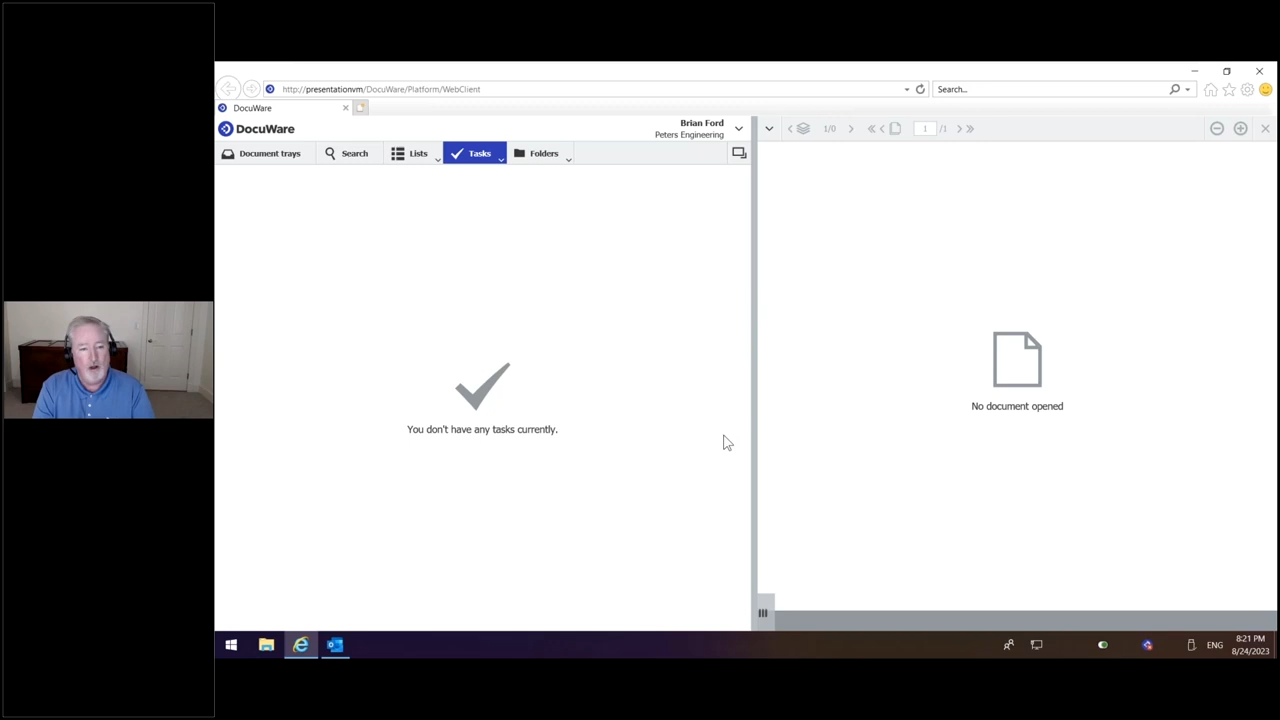 http://presentationvm/DocuWare/Platform/WebClient
Search...
DocuWare
DocuWare
Brian Ford
Peters Engineering
1/0
1
/1
Document trays
Search
Lists
Tasks
Folders
You don't have any tasks currently.
No document opened
ENG
8:21 PM
8/24/2023